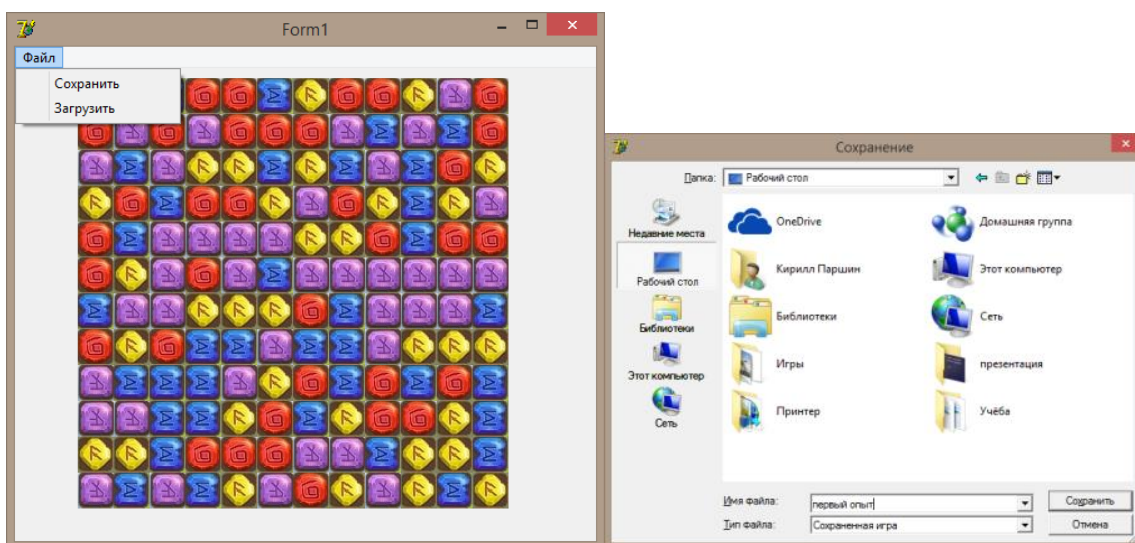 Form1
Файл
Сохранить
Загрузить
Сохранение
Папка:
Рабочий стол
Недавние места
Рабочий стол
Библиотеки
Этот компьютер
Сеть
OneDrive
Домашняя группа
Кирилл Паршин
Этот компьютер
Библиотеки
Сеть
Игры
презентация
Принтер
Учёба
Имя файла:
первый опыт
Сохранить
Тип файла:
Сохраненная игра
Отмена